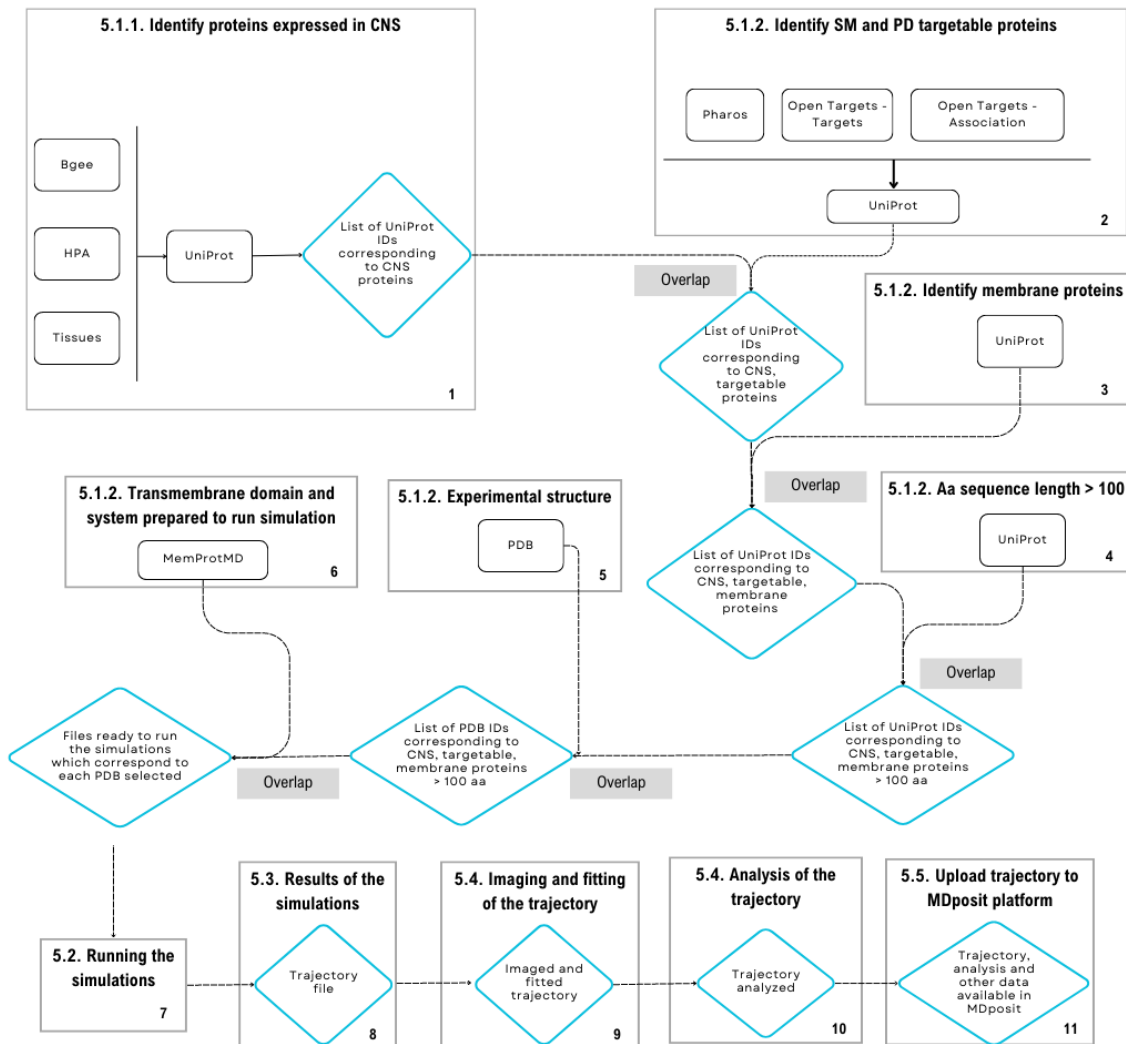 5.1.1. Identify proteins expressed in CNS
Bgee
HPA
Tissues
UniProt
List of UniProt
IDs
corresponding
to CNS
proteins
1
5.1.2. Identify SM and PD targetable proteins
Pharos
Open Targets -
Targets
Open Targets -
Association
UniProt
2
Overlap
List of UniProt
IDs
corresponding
to CNS,
targetable
proteins
5.1.2. Identify membrane proteins
UniProt
3
Overlap
List of UniProt IDs
corresponding to
CNS, targetable,
membrane
proteins
5.1.2. Aa sequence length > 100
UniProt
4
Overlap
List of UniProt IDs
corresponding to
CNS, targetable,
membrane proteins
> 100 aa
5.1.2. Experimental structure
PDB
5
Overlap
List of PDB IDs
corresponding to
CNS, targetable,
membrane proteins
> 100 aa
5.1.2. Transmembrane domain and
system prepared to run simulation
MemProtMD
6
Overlap
Files ready to run
the simulations
which correspond to
each PDB selected
5.2. Running the
simulations
7
5.3. Results of the
simulations
Trajectory
file
8
5.4. Imaging and fitting
of the trajectory
Imaged and
fitted
trajectory
9
5.4. Analysis of the
trajectory
Trajectory
analyzed
10
5.5. Upload trajectory to
MDposit platform
Trajectory,
analysis and
other data
available in
MDposit
11